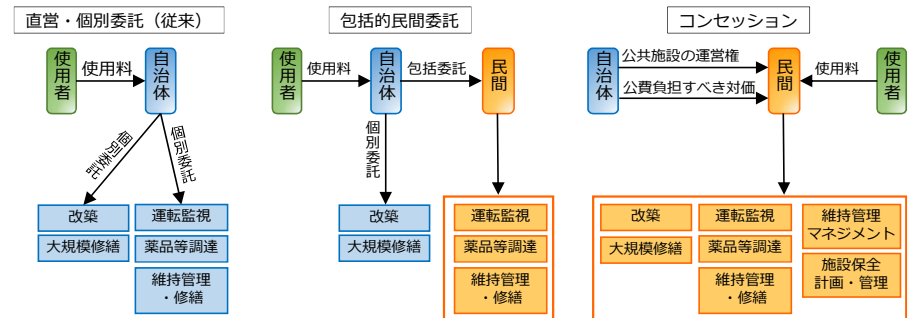 直営・個別委託（従来）
使用者
使用料
自治体
個別委託
個別委託
改築
大規模修繕
運転監視
薬品等調達
維持管理
・修繕
包括的民間委託
使用者
使用料
自治体
包括委託
民間
個別委託
改築
大規模修繕
運転監視
薬品等調達
維持管理
・修繕
コンセッション
自治体
公共施設の運営権
公費負担すべき対価
民間
使用料
使用者
改築
大規模修繕
運転監視
薬品等調達
維持管理
・修繕
維持管理
マネジメント
施設保全
計画・管理